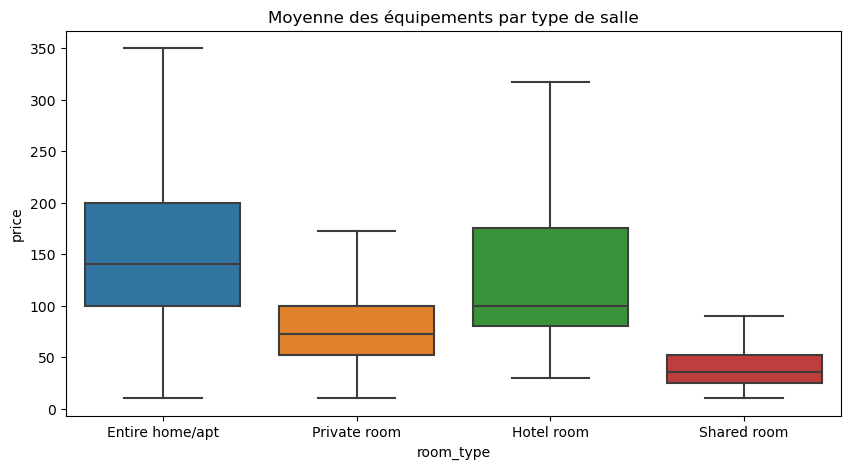 Moyenne des équipements par type de salle
price
350
300
250
200
150
100
50
0
Entire home/apt
Private room
Hotel room
Shared room
room_type